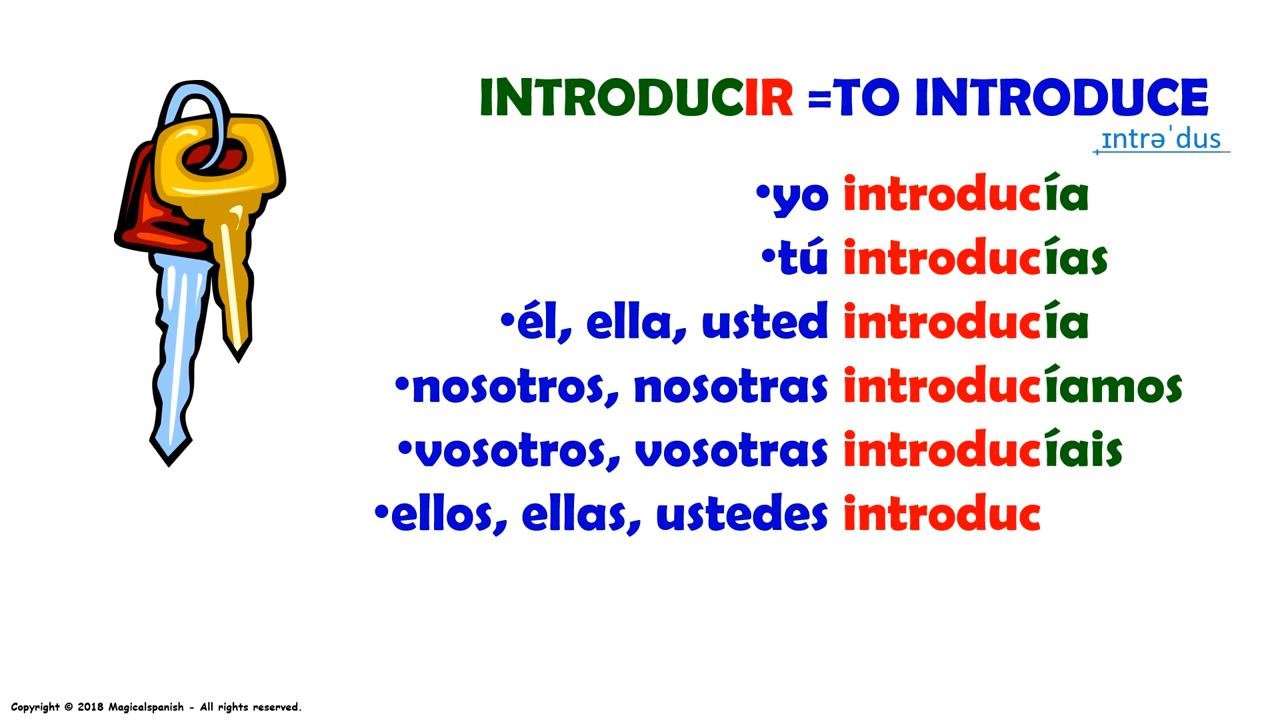 INTRODUCIR =TO INTRODUCE
ˌɪntrəˈdus
•yo introducía
•tú introducías
•él, ella, usted introducía
•nosotros, nosotras introducíamos
•vosotros, vosotras introducíais
•ellos, ellas, ustedes introduc
Copyright © 2018 Magicalspanish - All rights reserved.